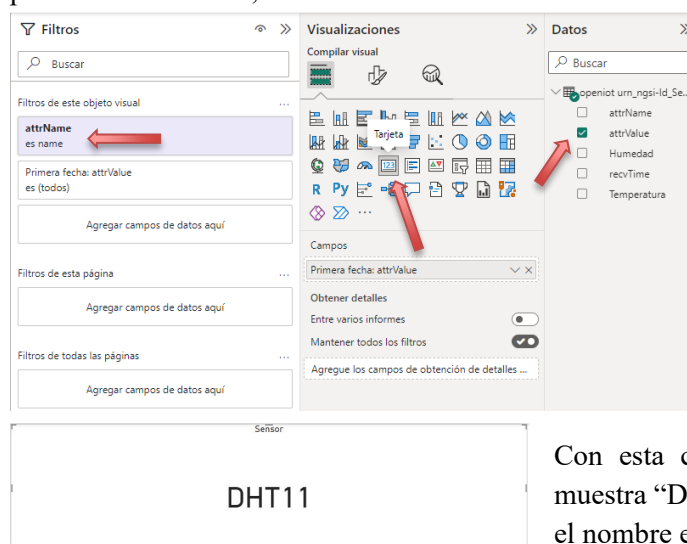 Filtros
Buscar
Filtros de este objeto visual
...
attrName
es name
Primera fecha: attrValue
es (todos)
Agregar campos de datos aquí
Filtros de esta página
...
Agregar campos de datos aquí
Filtros de todas las páginas
...
Agregar campos de datos aquí
Visualizaciones
Compilar visual
Tarjeta
123
R Py
...
Campos
Primera fecha: attrValue
Obtener detalles
Entre varios informes
Mantener todos los filtros
Agregue los campos de obtención de detalles ...
Datos
Buscar
openiot urn_ngsi-ld_Se...
attrName
attrValue
Humedad
recvTime
Temperatura
Sensor
DHT11
Con esta
muestra
el nombre